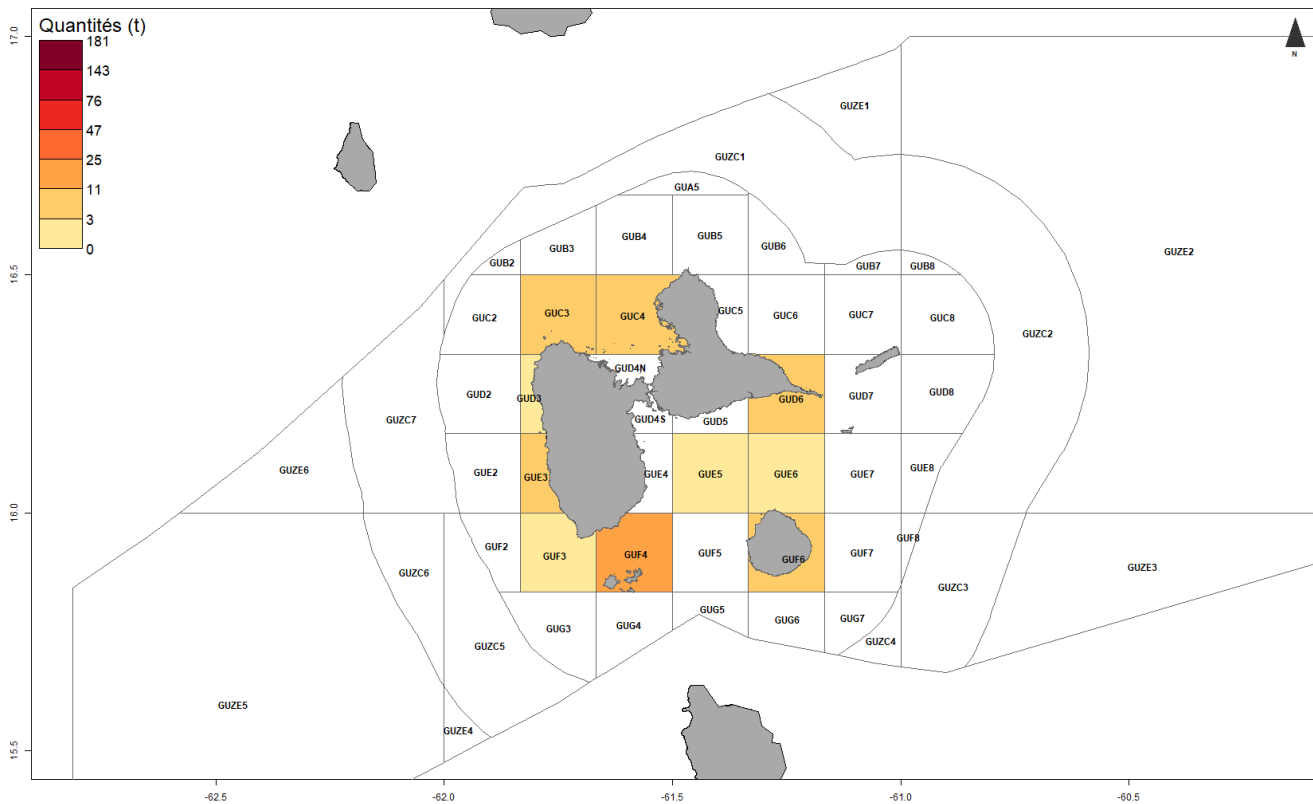 Quantités (t)
181
143
76
47
25
11
3
0
N
17.0
16.5
16.0
15.5
GUZE1
GUZC1
GUA5
GUB4
GUB5
GUB6
GUB3
GUB2
GUB7
GUB8
GUZE2
GUC2
GUC3
GUC4
GUC5
GUC6
GUC7
GUC8
GUZC2
GUD4N
GUD2
GUD3
GUD6
GUD7
GUD8
GUZC7
GUD4S
GUD5
GUZE6
GUE2
GUE3
GUE4
GUE5
GUE6
GUE7
GUE8
GUF2
GUF3
GUF4
GUF5
GUF6
GUF7
GUF8
GUZC6
GUZE3
GUZC3
GUG5
GUG3
GUG4
GUG6
GUG7
GUZC5
GUZC4
GUZE5
GUZE4
-62.5
-62.0
-61.5
-61.0
-60.5